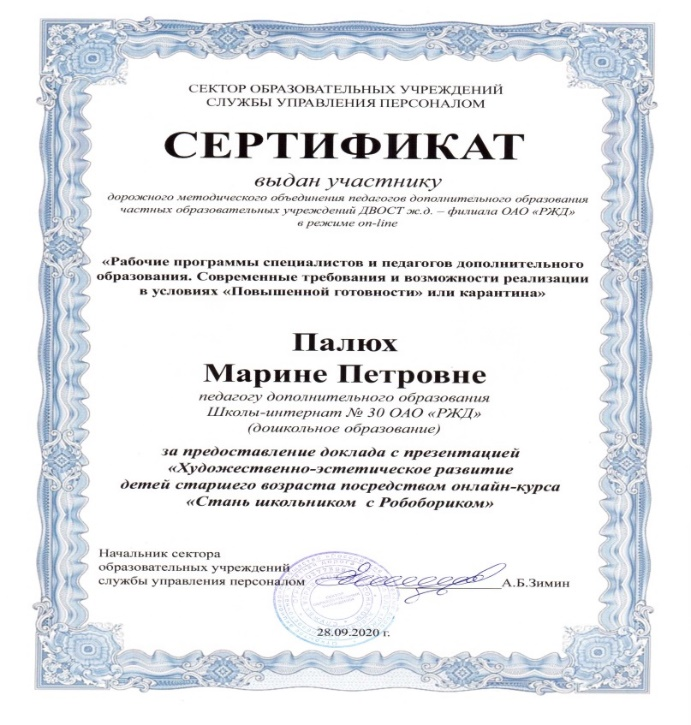 СЕКТОР ОБРАЗОВАТЕЛЬНЫХ УЧРЕЖДЕНИЙ
СЛУЖБЫ УПРАВЛЕНИЯ ПЕРСОНАЛОМ
СЕРТИФИКАТ
выдан участнику
дорожного методического объединения педагогов дополнительного образования
частных образовательных учреждений ДВОСТ ж.д. – филиала ОАО «РЖД»
в режиме on-line
«Рабочие программы специалистов и педагогов дополнительного
образования. Современные требования и возможности реализации
в условиях «Повышенной готовности» или карантина»
Палюх
Марине Петровне
педагогу дополнительного образования
Школы-интернат № 30 ОАО «РЖД»
(дошкольное образование)
за предоставление доклада с презентацией
«Художественно-эстетическое развитие
детей старшего возраста посредством онлайн-курса
«Стань школьником с Робобориком»
Начальник сектора
образовательных учреждений
службы управления персоналом А.Б.Зимин
28.09.2020 г.